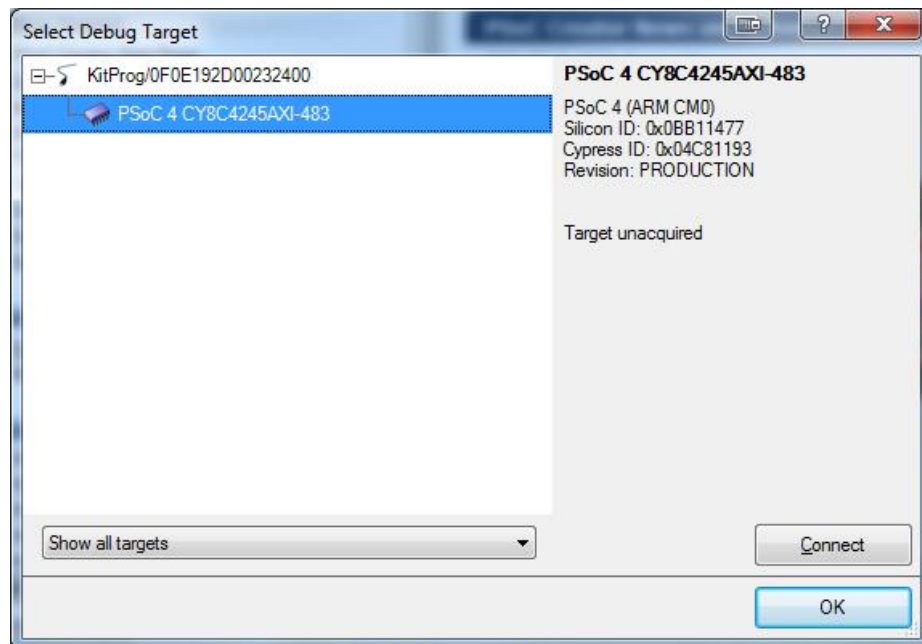 Select Debug Target
KitProg/0F0E192D00232400
PSoC 4 CY8C4245AXI-483
PSoC 4 CY8C4245AXI-483
PSoC 4 (ARM CM0)
Silicon ID: 0x0BB11477
Cypress ID: 0x04C81193
Revision: PRODUCTION
Target unacquired
Show all targets
Connect
OK